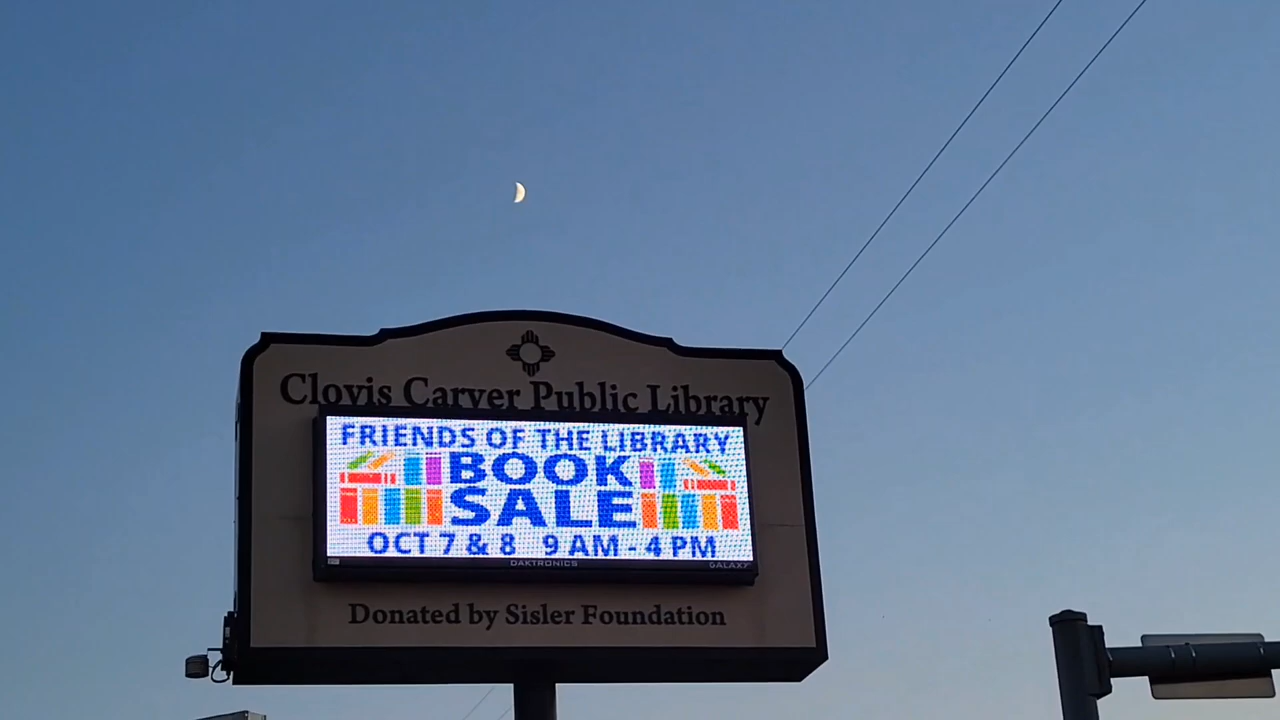 Clovis Carver Public Library
FRIENDS OF THE LIBRARY
BOOK
SALE
OCT 7 & 8 9 AM - 4 PM
DAKTRONICS GALAXY
Donated by Sisler Foundation